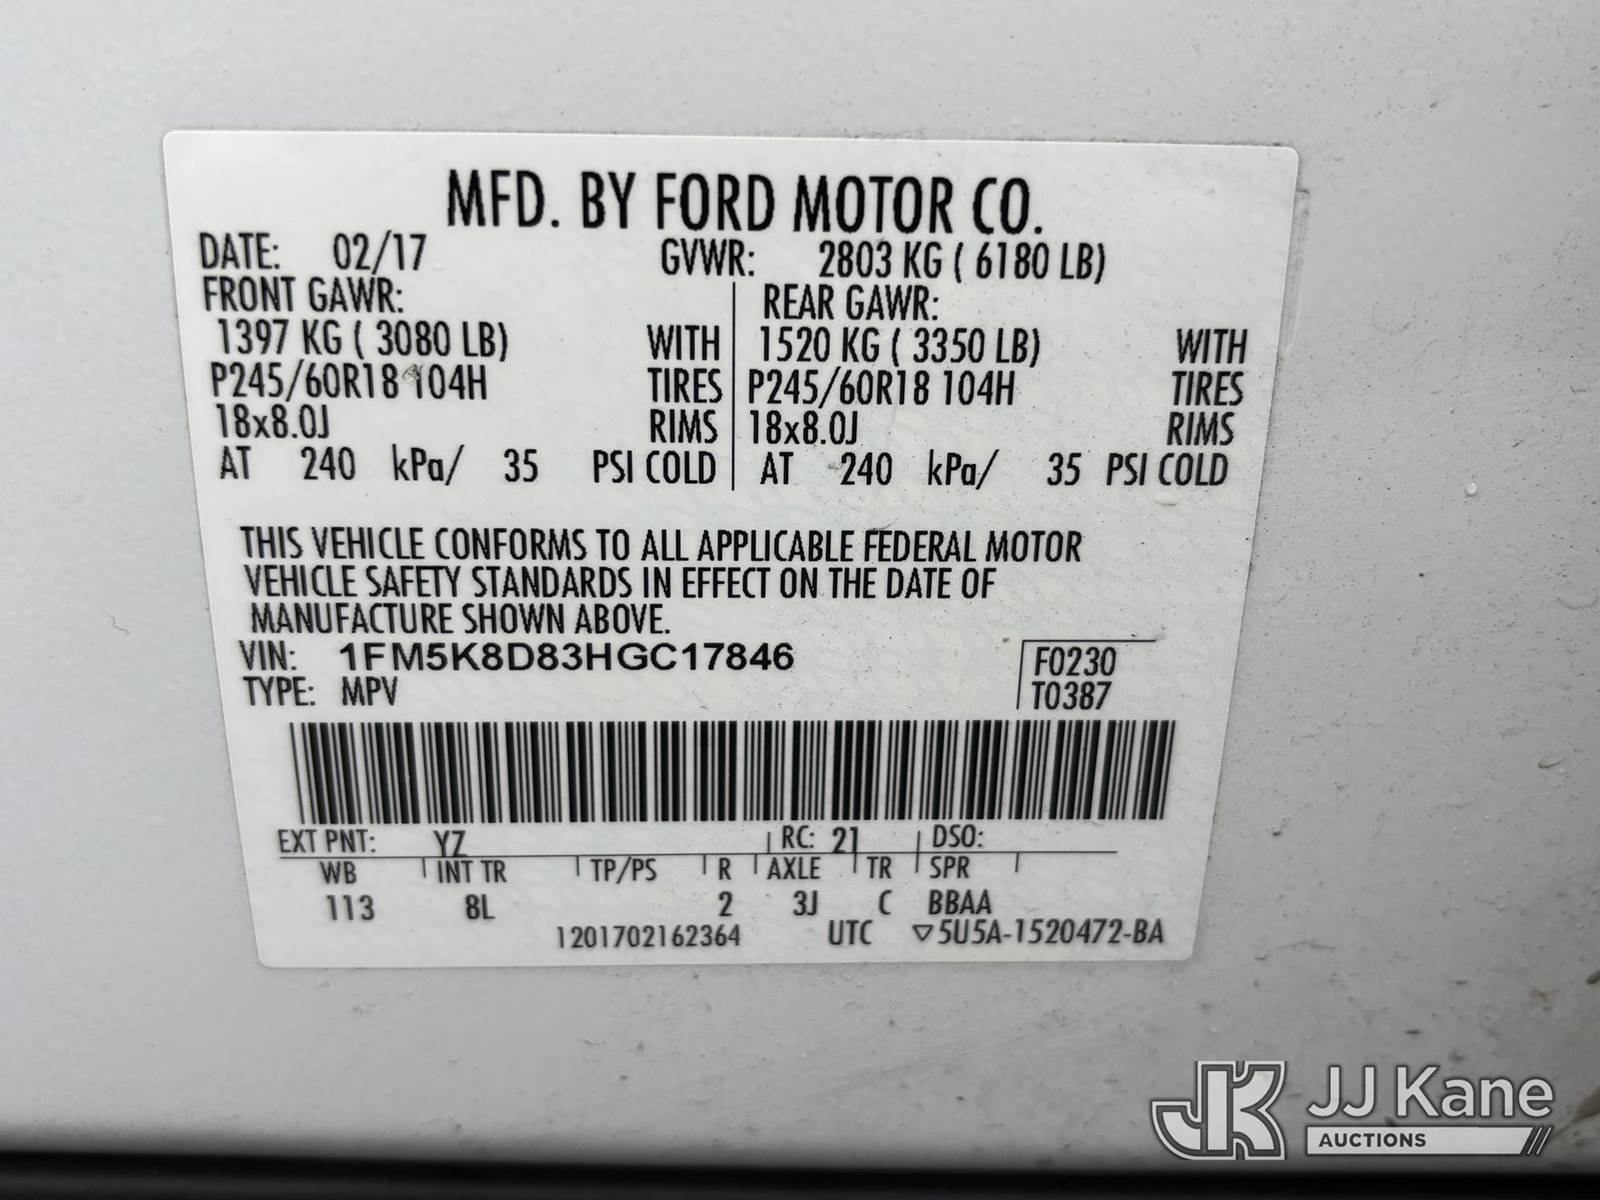 MFD. BY FORD MOTOR CO.
DATE: 02/17 GVWR: 2803 KG ( 6180 LB)
FRONT GAWR: REAR GAWR:
1397 KG ( 3080 LB) WITH 1520 KG ( 3350 LB) WITH
P245/60R18 104H TIRES P245/60R18 104H TIRES
18x8.0J RIMS 18x8.0J RIMS
AT 240 kPa/ 35 PSI COLD AT 240 kPa/ 35 PSI COLD
THIS VEHICLE CONFORMS TO ALL APPLICABLE FEDERAL MOTOR
VEHICLE SAFETY STANDARDS IN EFFECT ON THE DATE OF
MANUFACTURE SHOWN ABOVE.
VIN: 1FM5K8D83HGC17846 F0230
TYPE: MPV T0387
EXT PNT: YZ RC: 21 DSO:
WB INT TR TP/PS R AXLE TR SPR
113 8L 2 3J C BBAA
1201702162364 UTC ▽5U5A-1520472-BA
JK JJ Kane
AUCTIONS